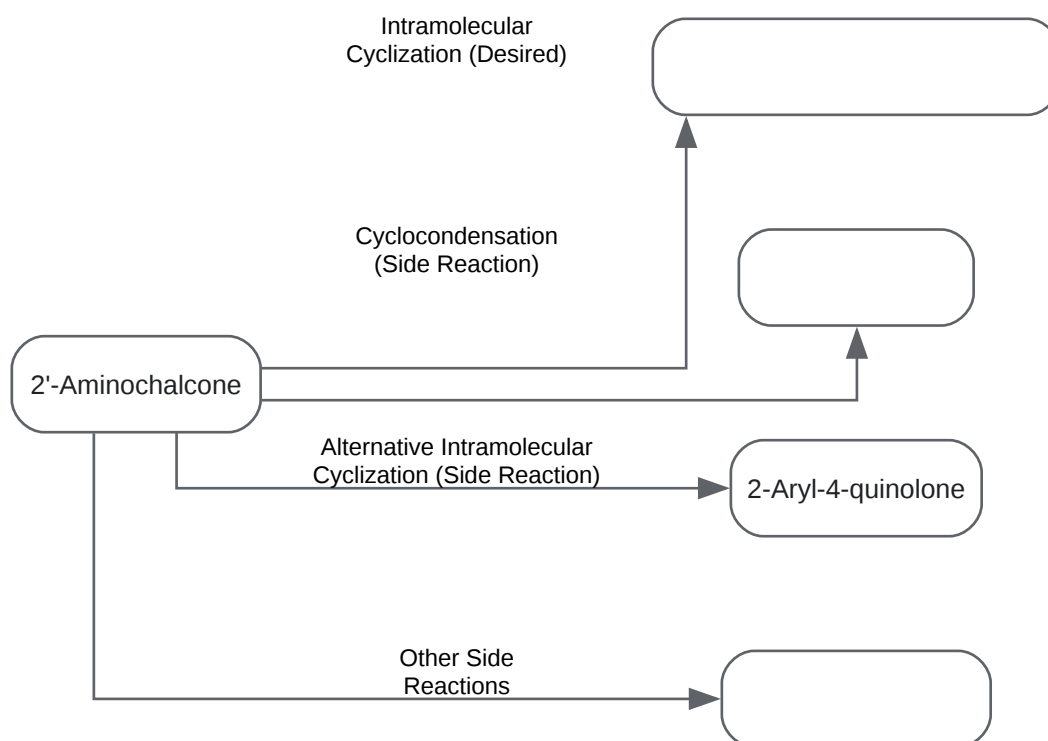 Intramolecular
Cyclization (Desired)
Cyclocondensation
(Side Reaction)
2'-Aminochalcone
Alternative Intramolecular
Cyclization (Side Reaction)
2-Aryl-4-quinolone
Other Side
Reactions